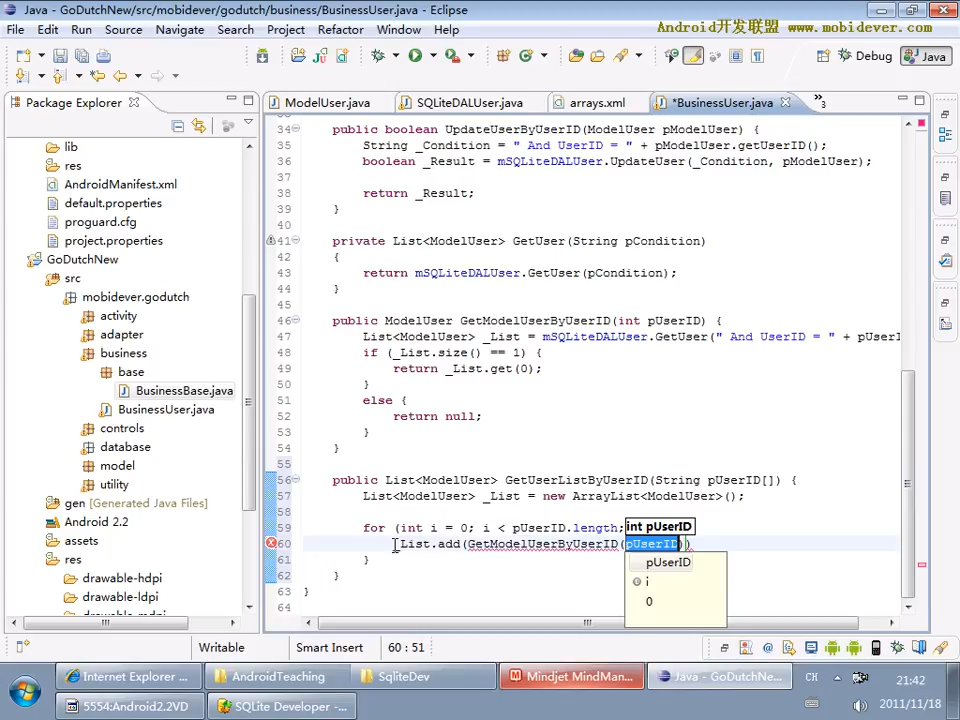 Java - GoDutchNew/src/mobidever/godutch/business/BusinessUser.java - Eclipse
File Edit Run Source Navigate Search Project Refactor Window Help
Android开发联盟 www.mobidever.com
Debug Java
Package Explorer
ModelUser.java SQLiteDALUser.java arrays.xml *BusinessUser.java »3
lib
res
AndroidManifest.xml
default.properties
proguard.cfg
project.properties
GoDutchNew
src
mobidever.godutch
activity
adapter
business
base
BusinessBase.java
BusinessUser.java
controls
database
model
utility
gen [Generated Java Files]
Android 2.2
assets
res
drawable-hdpi
drawable-ldpi
drawable-mdpi
34 public boolean UpdateUserByUserID(ModelUser pModelUser) {
35 String _Condition = " And UserID = " + pModelUser.getUserID();
36 boolean _Result = mSQLiteDALUser.UpdateUser(_Condition, pModelUser);
37
38 return _Result;
39 }
40
41 private List<ModelUser> GetUser(String pCondition)
42 {
43 return mSQLiteDALUser.GetUser(pCondition);
44 }
45
46 public ModelUser GetModelUserByUserID(int pUserID) {
47 List<ModelUser> _List = mSQLiteDALUser.GetUser(" And UserID = " + pUserI
48 if (_List.size() == 1) {
49 return _List.get(0);
50 }
51 else {
52 return null;
53 }
54 }
55
56 public List<ModelUser> GetUserListByUserID(String pUserID[]) {
57 List<ModelUser> _List = new ArrayList<ModelUser>();
58
59 for (int i = 0; i < pUserID.length;
int pUserID
60 _List.add(GetModelUserByUserID(pUserID))
61 }
62 }
63 }
64
pUserID
i
0
Writable Smart Insert 60 : 51
Internet Explorer ... AndroidTeaching SqliteDev Mindjet MindMan... Java - GoDutchNe... CH 21:42
5554:Android2.2VD SQLite Developer -... 2011/11/18